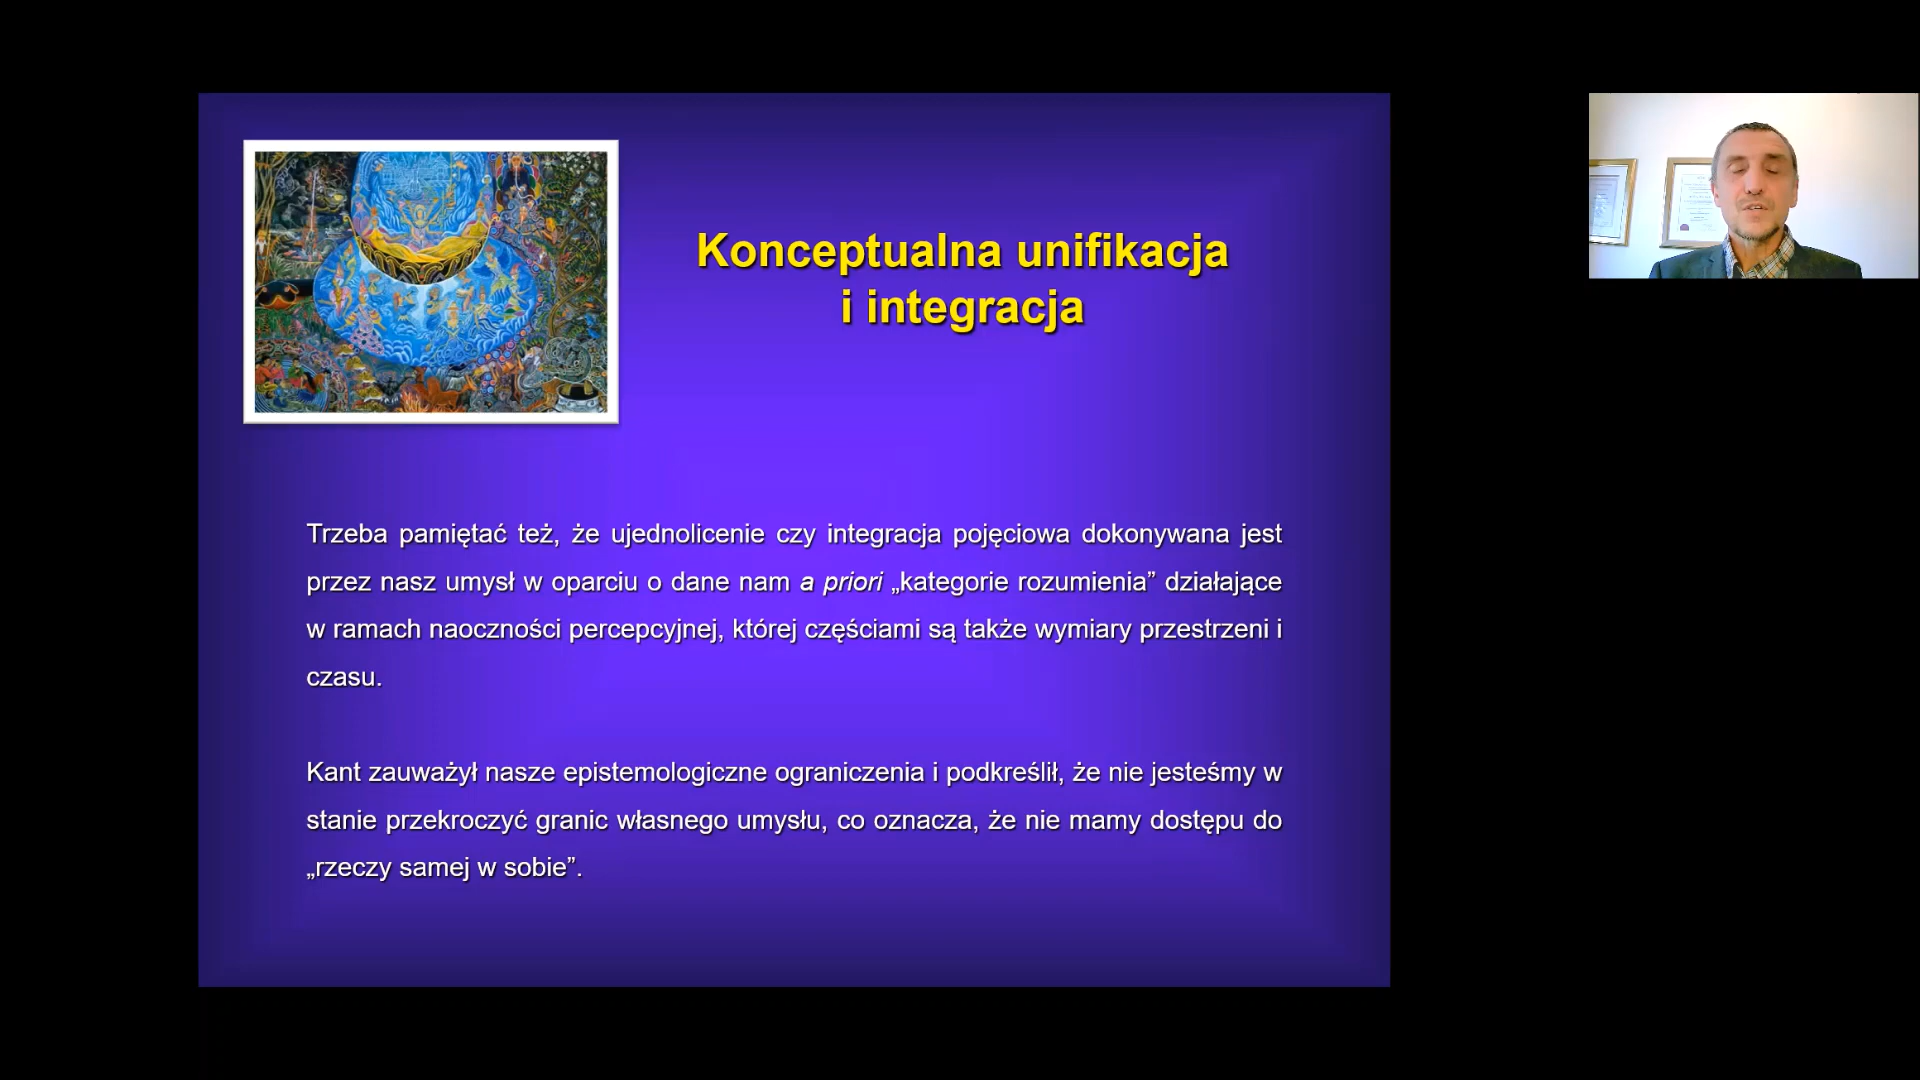 Konceptualna unifikacja
i integracja
Trzeba pamiętać też, że ujednolicenie czy integracja pojęciowa dokonywana jest
przez nasz umysł w oparciu o dane nam a priori „kategorie rozumienia” działające
w ramach naoczności percepcyjnej, której częściami są także wymiary przestrzeni i
czasu.
Kant zauważył nasze epistemologiczne ograniczenia i podkreślił, że nie jesteśmy w
stanie przekroczyć granic własnego umysłu, co oznacza, że nie mamy dostępu do
„rzeczy samej w sobie”.